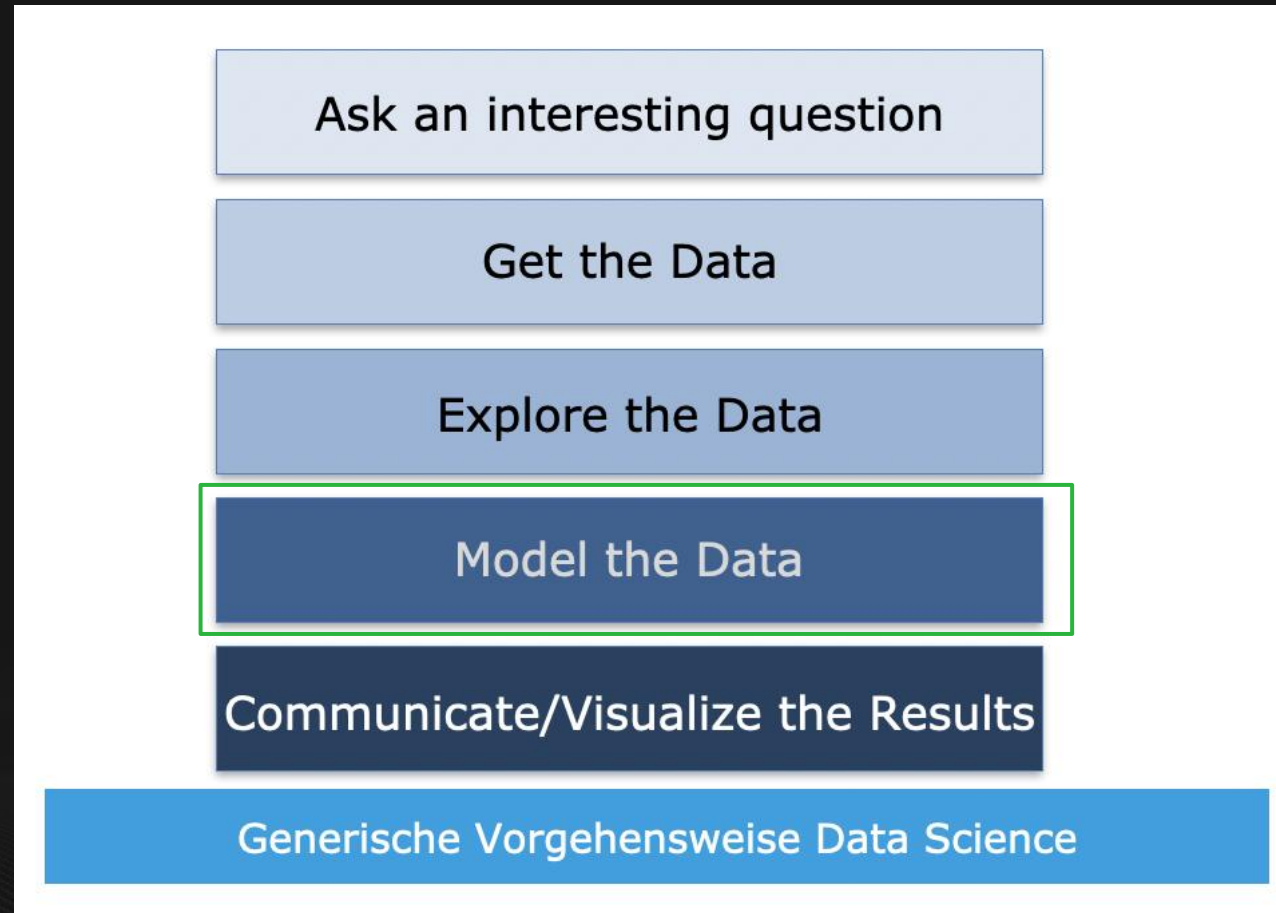 Ask an interesting question
Get the Data
Explore the Data
Model the Data
Communicate/Visualize the Results
Generische Vorgehensweise Data Science